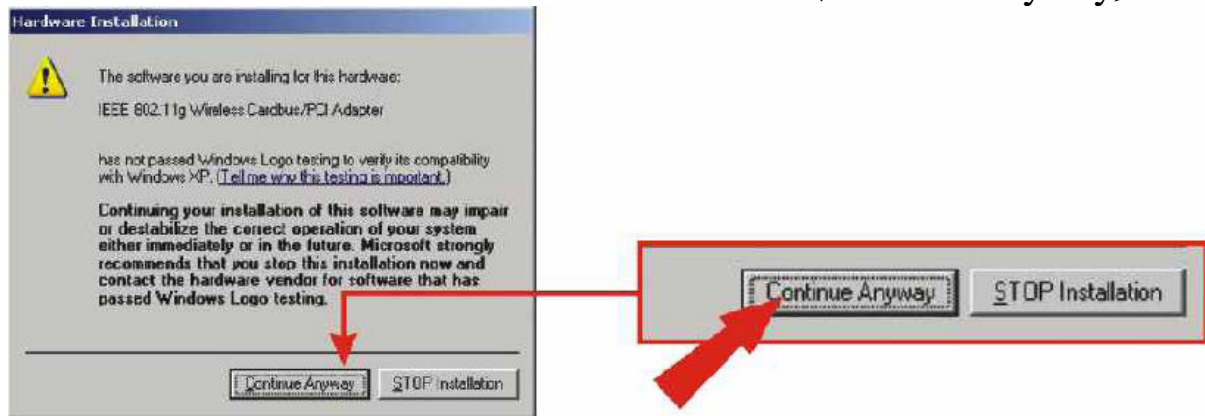 Hardware Installation
The software you are installing for this hardware:
IEEE 802.11g Wireless Cardbus/PCI Adapter
has not passed Windows Logo testing to verify its compatibility
with Windows XP. (Tell me why this testing is important.)
Continuing your installation of this software may impair
or destabilize the correct operation of your system
either immediately or in the future. Microsoft strongly
recommends that you stop this installation now and
contact the hardware vendor for software that has
passed Windows Logo testing.
Continue Anyway STOP Installation
Continue Anyway STOP Installation